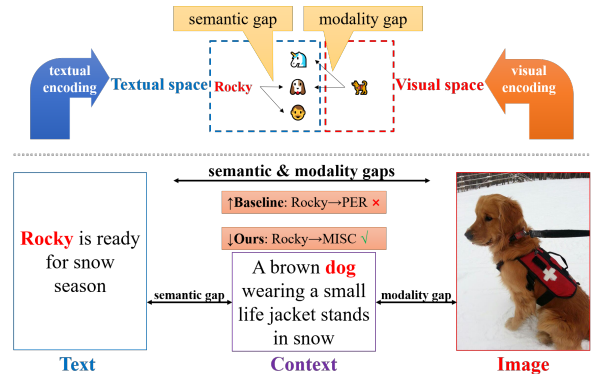 semantic gap
modality gap
textual
encoding
Textual space
Rocky
Visual space
visual
encoding
semantic & modality gaps
↑Baseline: Rocky→PER ×
↓Ours: Rocky→MISC √
Rocky is ready
for snow
season
semantic gap
A brown dog
wearing a small
life jacket stands
in snow
modality gap
Text
Context
Image